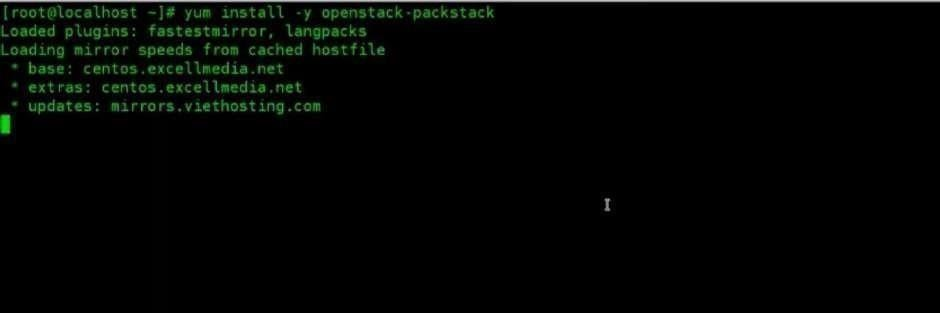 [root@localhost ~]# yum install -y openstack-packstack
Loaded plugins: fastestmirror, langpacks
Loading mirror speeds from cached hostfile
 * base: centos.excellmedia.net
 * extras: centos.excellmedia.net
 * updates: mirrors.viethosting.com